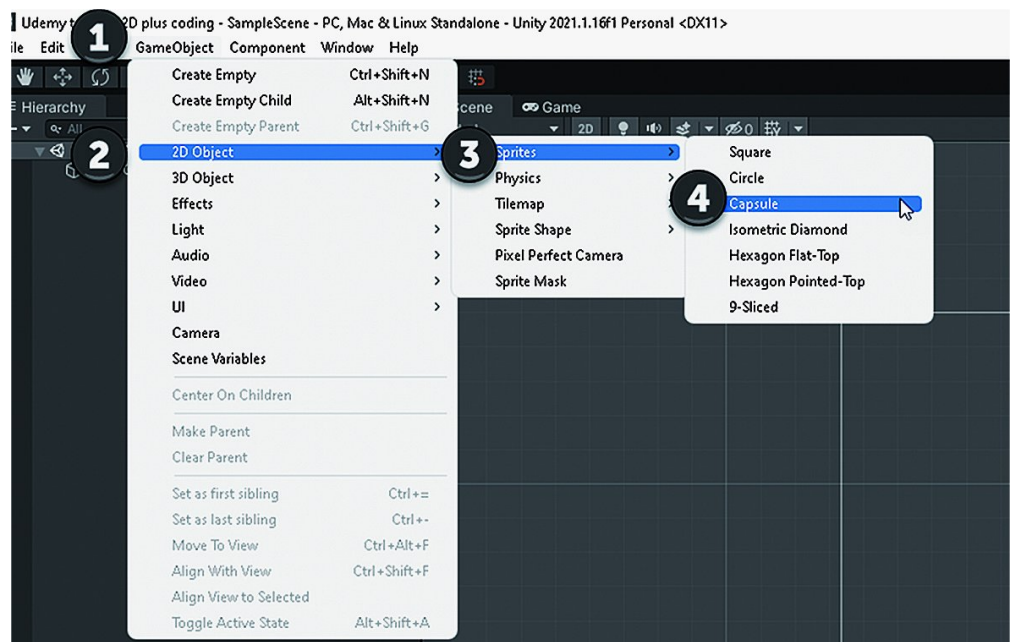 Udemy t 2D plus coding - SampleScene - PC, Mac & Linux Standalone - Unity 2021.1.16f1 Personal <DX11>
ile Edit 1 GameObject Component Window Help
Hierarchy
All
Scene Game
2D 0
Create Empty Ctrl+Shift+N
Create Empty Child Alt+Shift+N
Create Empty Parent Ctrl+Shift+G
2 2D Object
3D Object
Effects
Light
Audio
Video
UI
Camera
Scene Variables
Center On Children
Make Parent
Clear Parent
Set as first sibling Ctrl+=
Set as last sibling Ctrl+-
Move To View Ctrl+Alt+F
Align With View Ctrl+Shift+F
Align View to Selected
Toggle Active State Alt+Shift+A
3 Sprites
Physics
Tilemap
Sprite Shape
Pixel Perfect Camera
Sprite Mask
Square
Circle
4 Capsule
Isometric Diamond
Hexagon Flat-Top
Hexagon Pointed-Top
9-Sliced